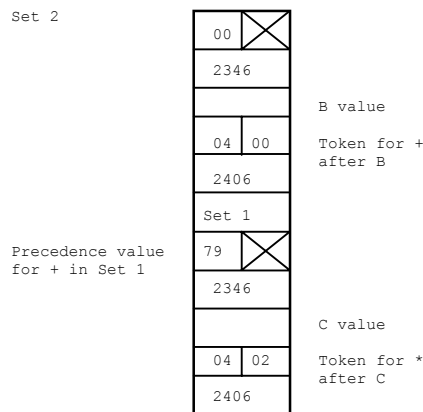 Set 2
00
2346
B value
04 00 Token for +
after B
2406
Set 1
Precedence value 79
for + in Set 1
2346
C value
04 02 Token for *
after C
2406